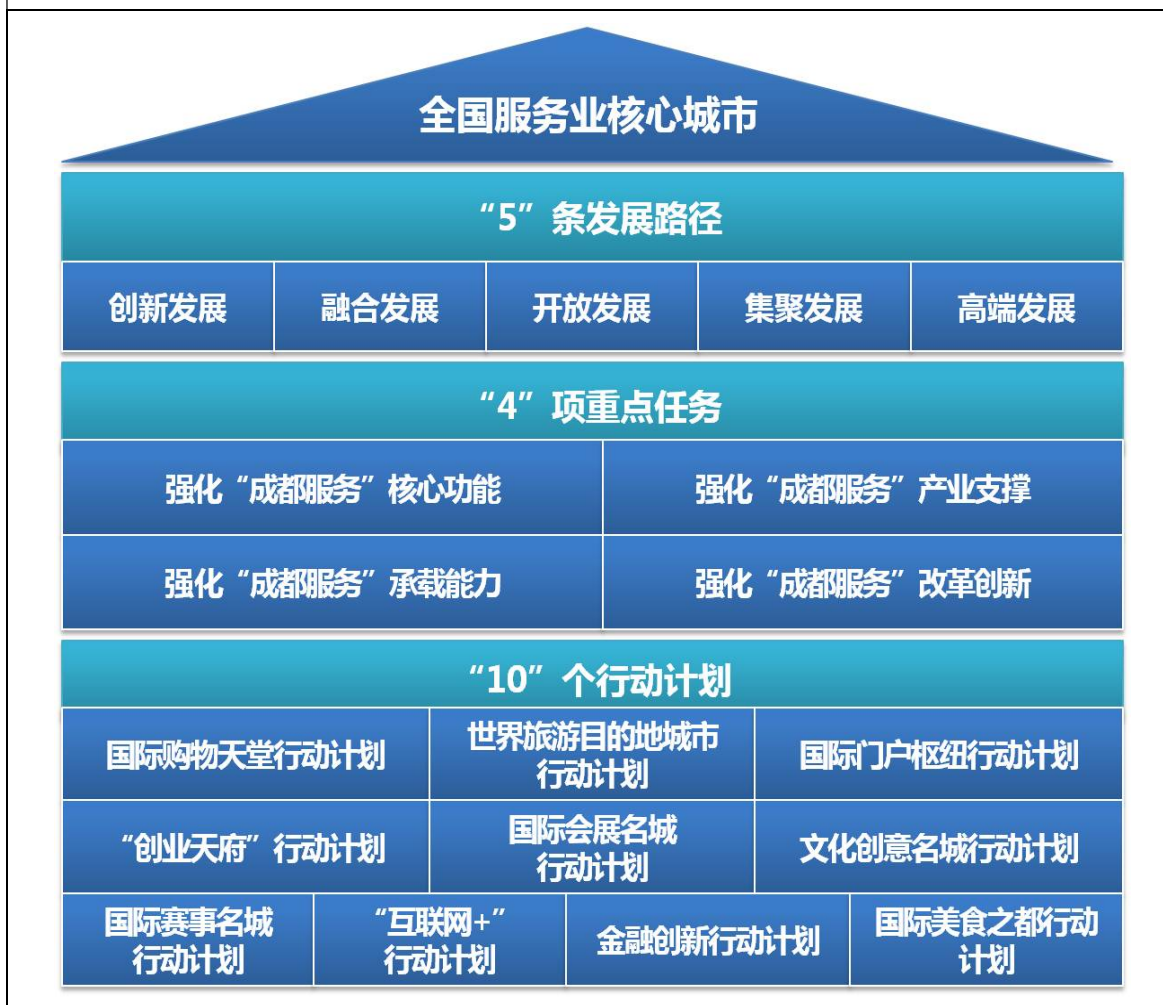 全国服务业核心城市
“5”条发展路径
创新发展
融合发展
开放发展
集聚发展
高端发展
“4”项重点任务
强化“成都服务”核心功能
强化“成都服务”产业支撑
强化“成都服务”承载能力
强化“成都服务”改革创新
“10”个行动计划
国际购物天堂行动计划
世界旅游目的地城市
行动计划
国际门户枢纽行动计划
“创业天府”行动计划
国际会展名城
行动计划
文化创意名城行动计划
国际赛事名城
行动计划
“互联网+”
行动计划
金融创新行动计划
国际美食之都行动
计划